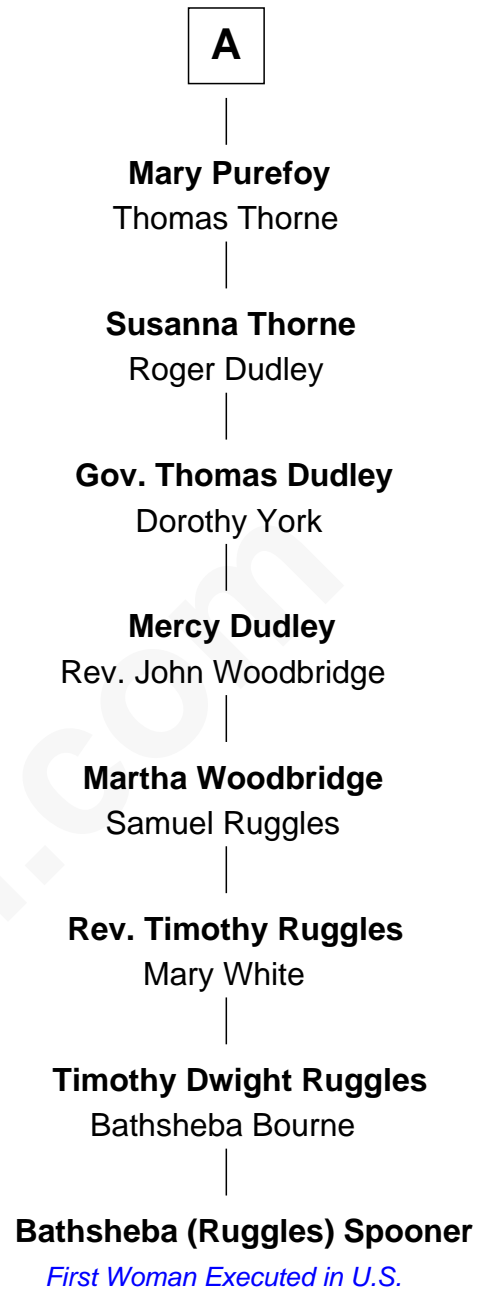 A
Mary Purefoy
Thomas Thorne
Susanna Thorne
Roger Dudley
Gov. Thomas Dudley
Dorothy York
Mercy Dudley
Rev. John Woodbridge
Martha Woodbridge
Samuel Ruggles
Rev. Timothy Ruggles
Mary White
Timothy Dwight Ruggles
Bathsheba Bourne
Bathsheba (Ruggles) Spooner
First Woman Executed in U.S.